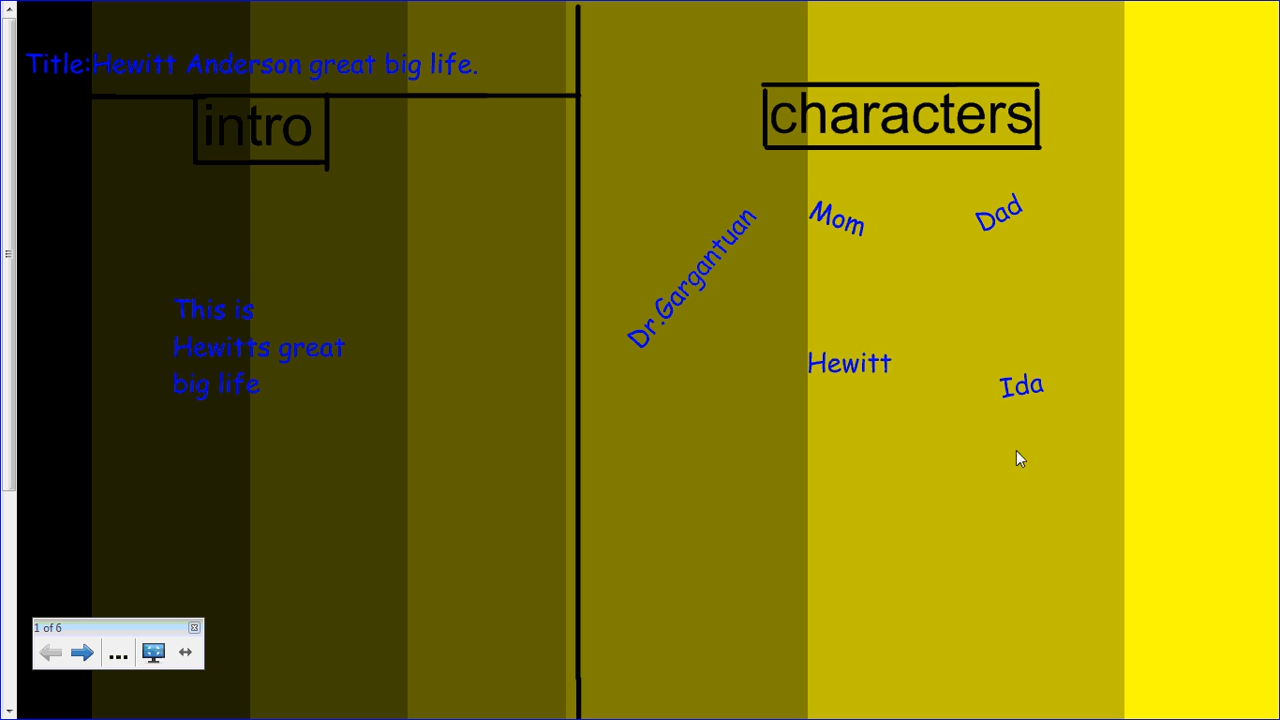 Title:Hewitt Anderson great big life.
intro
This is
Hewitts great
big life
characters
Dr.Gargantuan
Mom
Dad
Hewitt
Ida
1 of 6
...